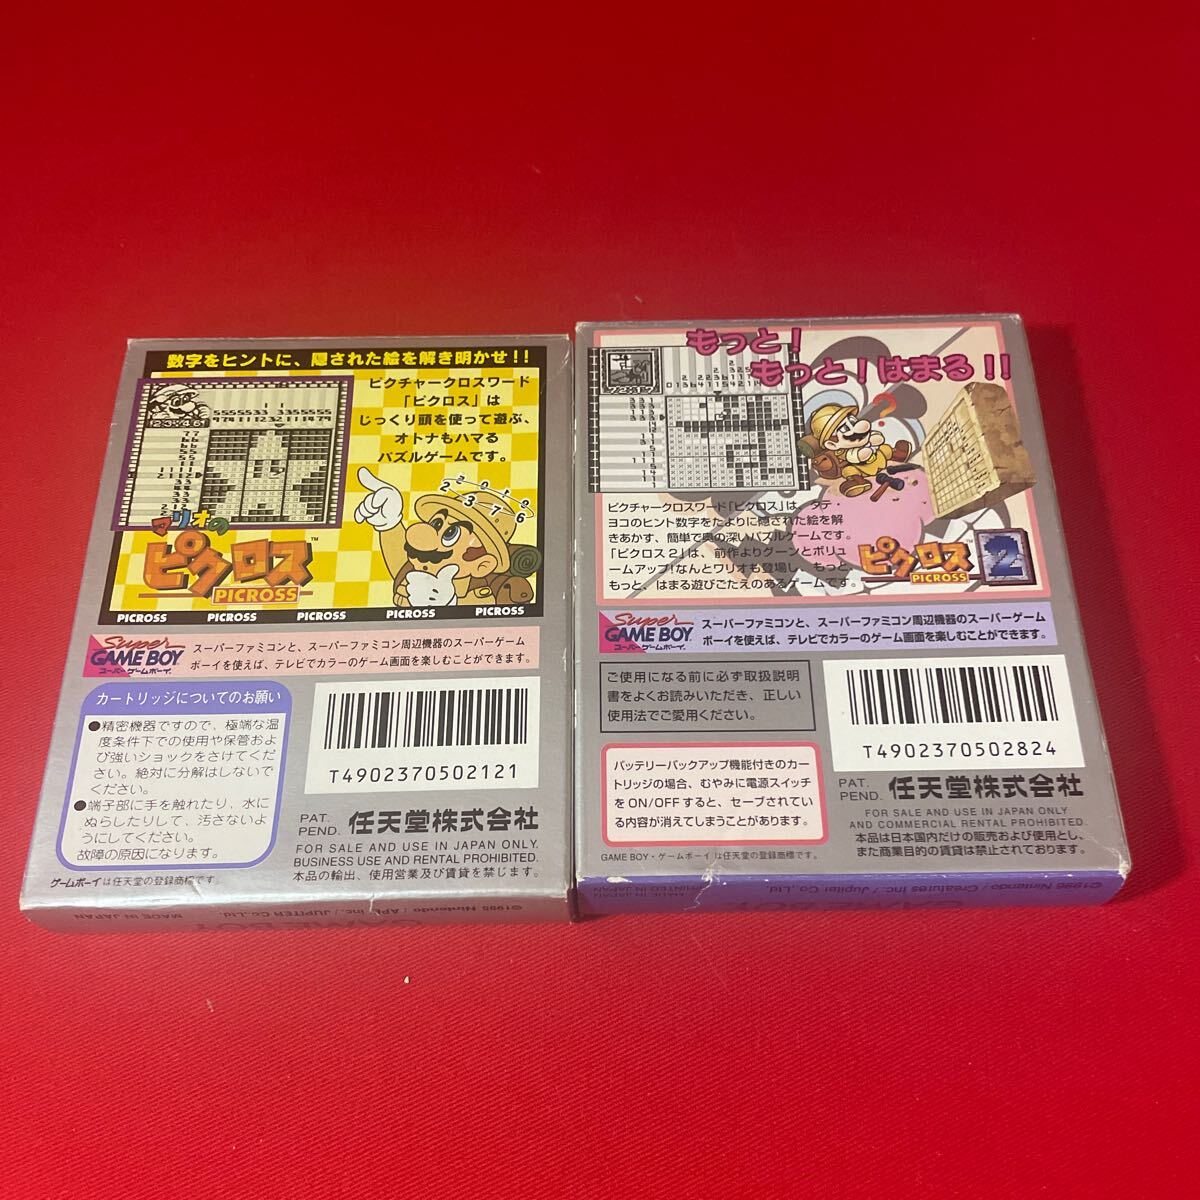 数字をヒントに、隠された絵を解き明かせ!!
ピクチャークロスワード
「ピクロス」は
じっくり頭を使って遊ぶ、
オトナもハマる
パズルゲームです。
マリオの
ピクロス™
PICROSS
PICROSS PICROSS PICROSS PICROSS PICROSS
Super
GAME BOY
スーパーゲームボーイ
スーパーファミコンと、スーパーファミコン周辺機器のスーパーゲーム
ボーイを使えば、テレビでカラーのゲーム画面を楽しむことができます。
カートリッジについてのお願い
●精密機器ですので、極端な温
度条件下での使用や保管およ
び強いショックをさけてくだ
さい。絶対に分解はしないで
ください。
●端子部に手を触れたり、水に
ぬらしたりして、汚さないよ
うにしてください。
故障の原因になります。
ゲームボーイは任天堂の登録商標です。
T4902370502121
PAT.
PEND.
任天堂株式会社
FOR SALE AND USE IN JAPAN ONLY.
BUSINESS USE AND RENTAL PROHIBITED.
本品の輸出、使用営業及び賃貸を禁じます。
©1995 Nintendo / APE inc. / JUPITER Co.,Ltd.
MADE IN JAPAN
GAME BOY
もっと!
もっと!はまる!!
ピクチャークロスワード「ピクロス」は、タテ・
ヨコのヒント数字をたよりに隠された絵を解
きあかす、簡単で奥の深いパズルゲームです。
「ピクロス2」は、前作よりグーンとボリュ
ームアップ!なんとワリオも登場し、もっと、
もっと、はまる遊びごたえのあるゲームです。
ピクロス™
PICROSS
2
Super
GAME BOY
スーパーゲームボーイ
スーパーファミコンと、スーパーファミコン周辺機器のスーパーゲーム
ボーイを使えば、テレビでカラーのゲーム画面を楽しむことができます。
ご使用になる前に必ず取扱説明
書をよくお読みいただき、正しい
使用法でご愛用ください。
バッテリーバックアップ機能付きのカー
トリッジの場合、むやみに電源スイッチ
をON/OFFすると、セーブされてい
る内容が消えてしまうことがあります。
GAME BOY・ゲームボーイは任天堂の登録商標です。
T4902370502824
PAT.
PEND.
任天堂株式会社
FOR SALE AND USE IN JAPAN ONLY
AND COMMERCIAL RENTAL PROHIBITED.
本品は日本国内だけの販売および使用とし、
また商業目的の賃貸は禁止されております。
©1996 Nintendo / Creatures inc. / Jupiter Co.,Ltd.
GAME BOY